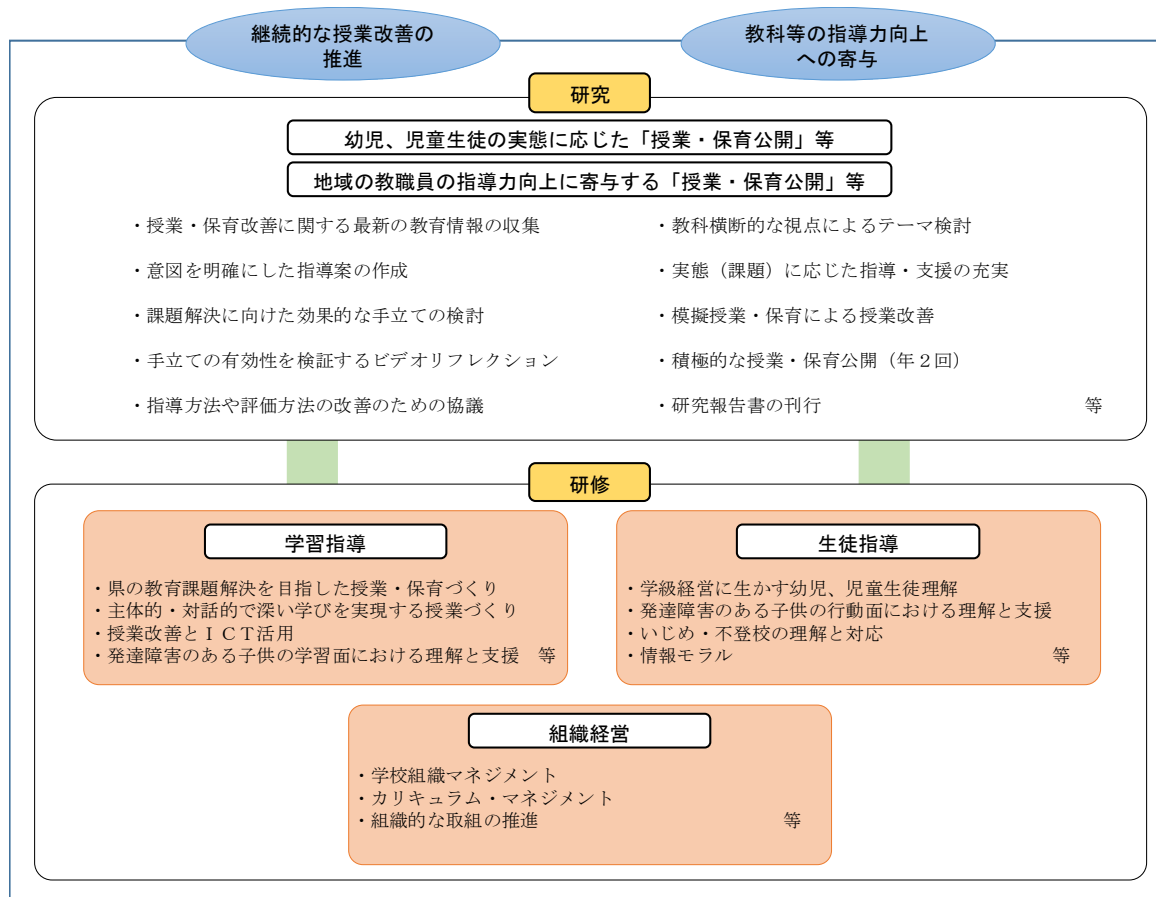 継続的な授業改善の
推進
教科等の指導力向上
への寄与
研究
幼児、児童生徒の実態に応じた「授業・保育公開」等
地域の教職員の指導力向上に寄与する「授業・保育公開」等
・授業・保育改善に関する最新の教育情報の収集
・意図を明確にした指導案の作成
・課題解決に向けた効果的な手立ての検討
・手立ての有効性を検証するビデオリフレクション
・指導方法や評価方法の改善のための協議
・教科横断的な視点によるテーマ検討
・実態（課題）に応じた指導・支援の充実
・模擬授業・保育による授業改善
・積極的な授業・保育公開（年２回）
・研究報告書の刊行 等
研修
学習指導
・県の教育課題解決を目指した授業・保育づくり
・主体的・対話的で深い学びを実現する授業づくり
・授業改善とＩＣＴ活用
・発達障害のある子供の学習面における理解と支援 等
生徒指導
・学級経営に生かす幼児、児童生徒理解
・発達障害のある子供の行動面における理解と支援
・いじめ・不登校の理解と対応
・情報モラル 等
組織経営
・学校組織マネジメント
・カリキュラム・マネジメント
・組織的な取組の推進 等